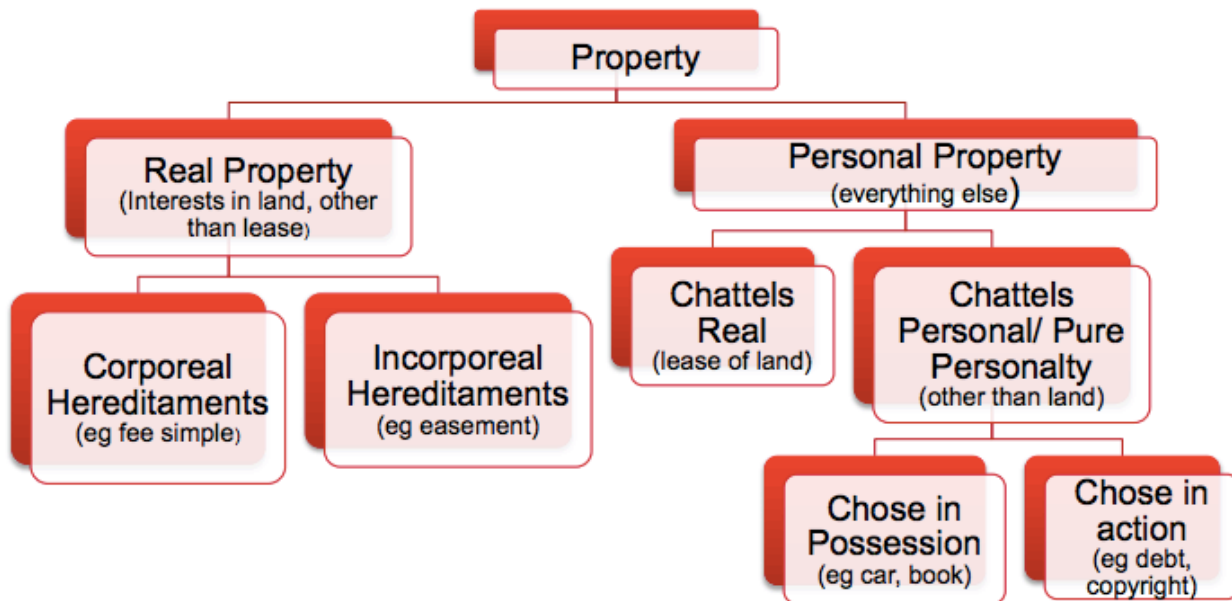 Property
Real Property
(Interests in land, other
than lease)
Personal Property
(everything else)
Corporeal
Hereditaments
(eg fee simple)
Incorporeal
Hereditaments
(eg easement)
Chattels
Real
(lease of land)
Chattels
Personal/ Pure
Personalty
(other than land)
Chose in
Possession
(eg car, book)
Chose in
action
(eg debt,
copyright)